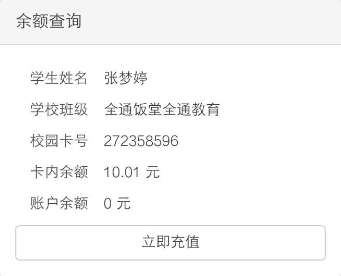 余额查询
学生姓名 张梦婷
学校班级 全通饭堂全通教育
校园卡号 272358596
卡内余额 10.01 元
账户余额 0 元
立即充值